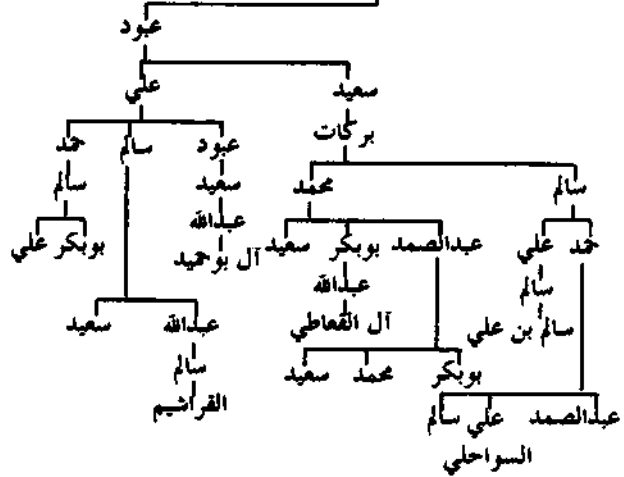 عبود
سعيد علي
بركات
عبود سالم حمد
سالم محمد سعيد سالم
عبدالله
حمد علي عبدالصمد بوبكر سعيد آل بوحميد بوبكر علي
سالم عبدالله
سالم بن علي آل القعاطي عبدالله سعيد
بوبكر محمد سعيد سالم
عبدالصمد علي سالم القراشيم
السواحلي